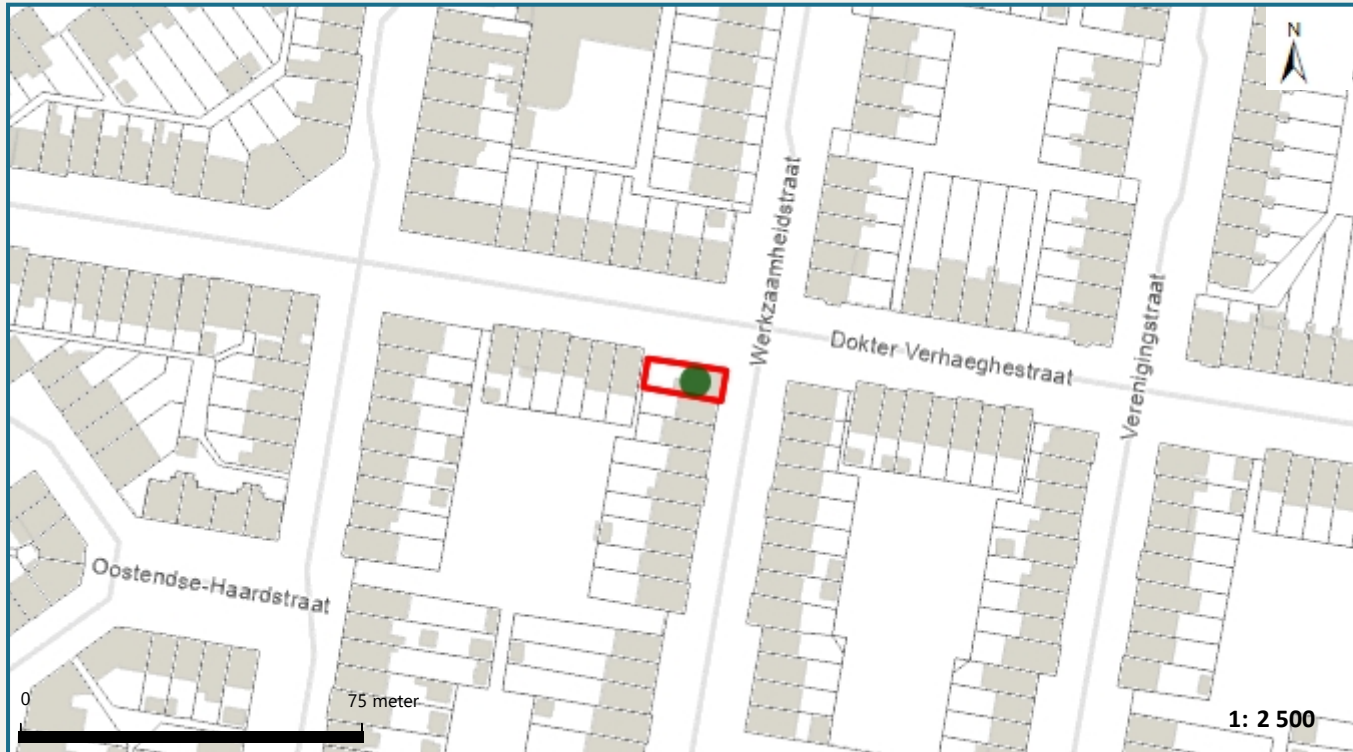 N
Werkzaamheidstraat
Dokter Verhaeghestraat
Verenigingstraat
Oostendse-Haardstraat
0
75 meter
1: 2 500